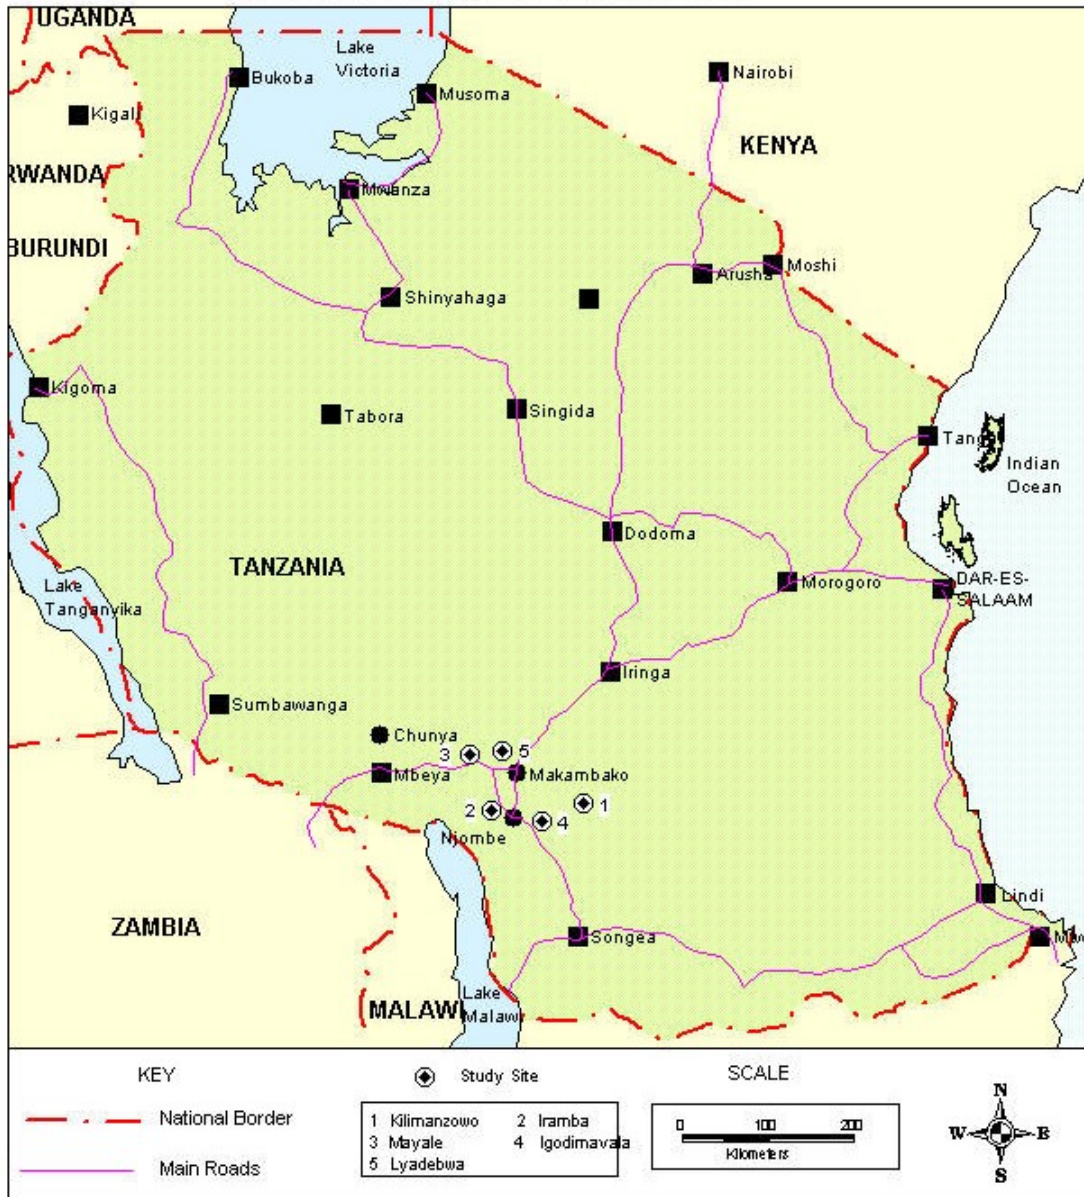 UGANDA
Lake
Victoria
Bukoba
Nairobi
Musoma
Kigali
KENYA
RWANDA
Mwanza
BURUNDI
Moshi
Arusha
Shinyahaga
Kigoma
Singida
Tabora
Tang
Indian
Ocean
Dodoma
TANZANIA
Lake
Tanganyika
Morogoro
DAR-ES-
SALAAM
Iringa
Sumbawanga
Chunya
3
5
Mbeya
Makambako
2
1
4
Njombe
Lindi
ZAMBIA
Songea
MALAWI
Lake
Malawi
KEY
Study Site
SCALE
National Border
Main Roads
1 Kilimanzowo 2 Iramba
3 Mayale 4 Igodimavala
5 Lyadebwa
0 100 200
Kilometers
N
W E
S